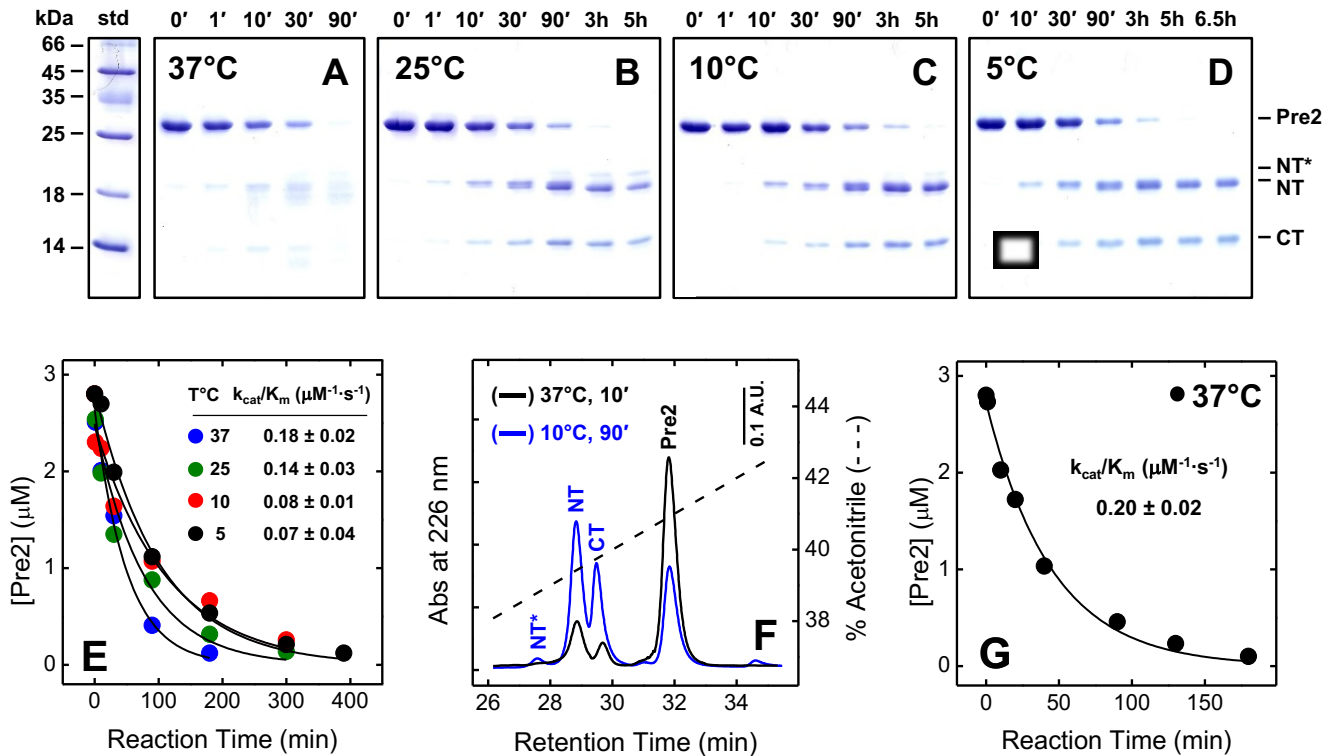 kDa std 0′ 1′ 10′ 30′ 90′ 0′ 1′ 10′ 30′ 90′ 3h 5h 0′ 1′ 10′ 30′ 90′ 3h 5h 0′ 10′ 30′ 90′ 3h 5h 6.5h
66
45
35
25
18
14
37°C A
25°C B
10°C C
5°C D
Pre2
NT*
NT
CT
3
2
1
0
[Pre2] (μM)
T°C kcat/Km (μM⁻¹·s⁻¹)
37 0.18 ± 0.02
25 0.14 ± 0.03
10 0.08 ± 0.01
5 0.07 ± 0.04
E
0 100 200 300 400
Reaction Time (min)
Abs at 226 nm
(—) 37°C, 10′
(—) 10°C, 90′
0.1 A.U.
NT*
NT
CT
Pre2
F
44
42
40
38
% Acetonitrile (- - -)
26 28 30 32 34
Retention Time (min)
3
2
1
0
[Pre2] (μM)
37°C
kcat/Km (μM⁻¹·s⁻¹)
0.20 ± 0.02
G
0 50 100 150
Reaction Time (min)